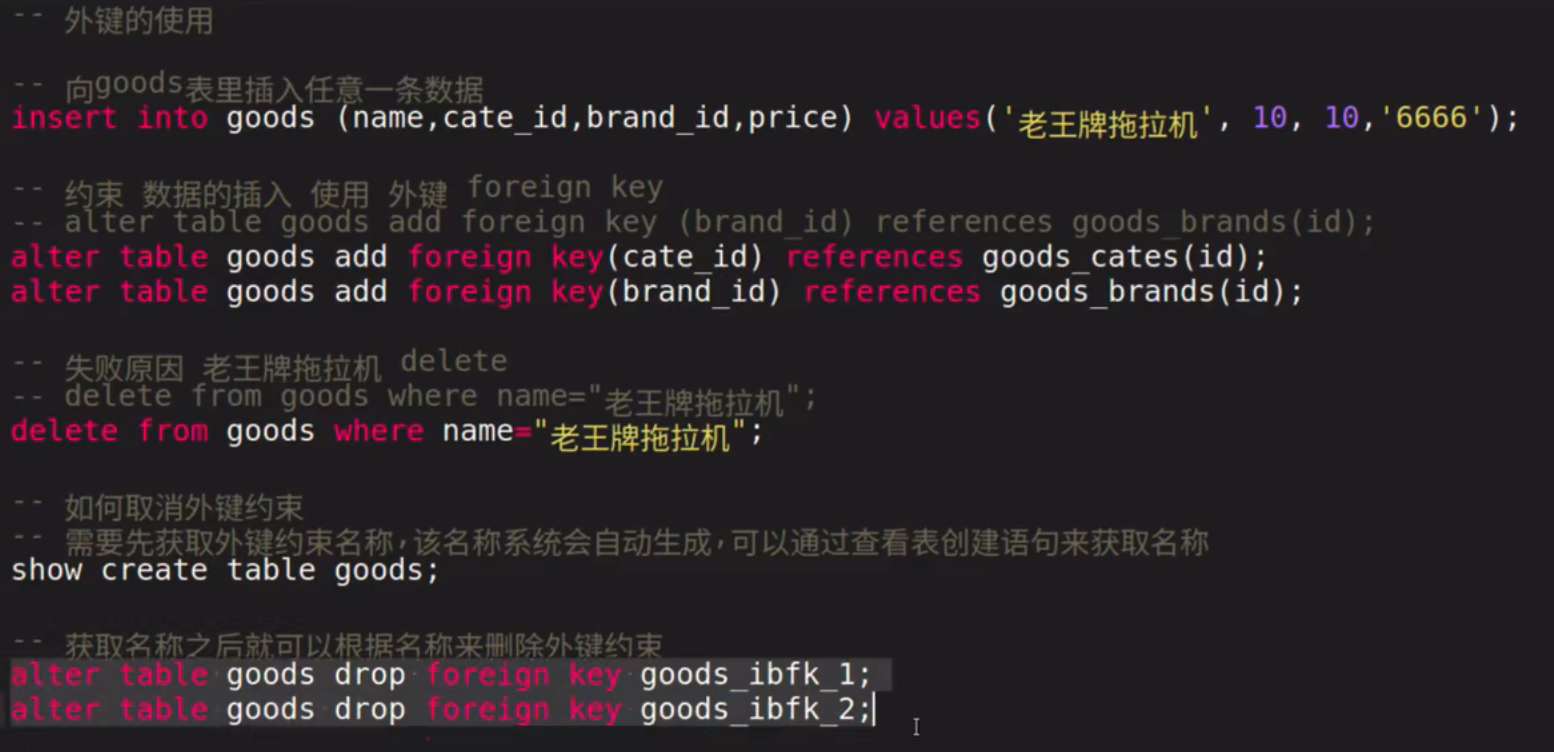 -- 外键的使用
-- 向goods表里插入任意一条数据
insert into goods (name,cate_id,brand_id,price) values('老王牌拖拉机', 10, 10,'6666');
-- 约束 数据的插入 使用 外键 foreign key
-- alter table goods add foreign key (brand_id) references goods_brands(id);
alter table goods add foreign key(cate_id) references goods_cates(id);
alter table goods add foreign key(brand_id) references goods_brands(id);
-- 失败原因 老王牌拖拉机 delete
-- delete from goods where name="老王牌拖拉机";
delete from goods where name="老王牌拖拉机";
-- 如何取消外键约束
-- 需要先获取外键约束名称,该名称系统会自动生成,可以通过查看表创建语句来获取名称
show create table goods;
-- 获取名称之后就可以根据名称来删除外键约束
alter table goods drop foreign key goods_ibfk_1;
alter table goods drop foreign key goods_ibfk_2;